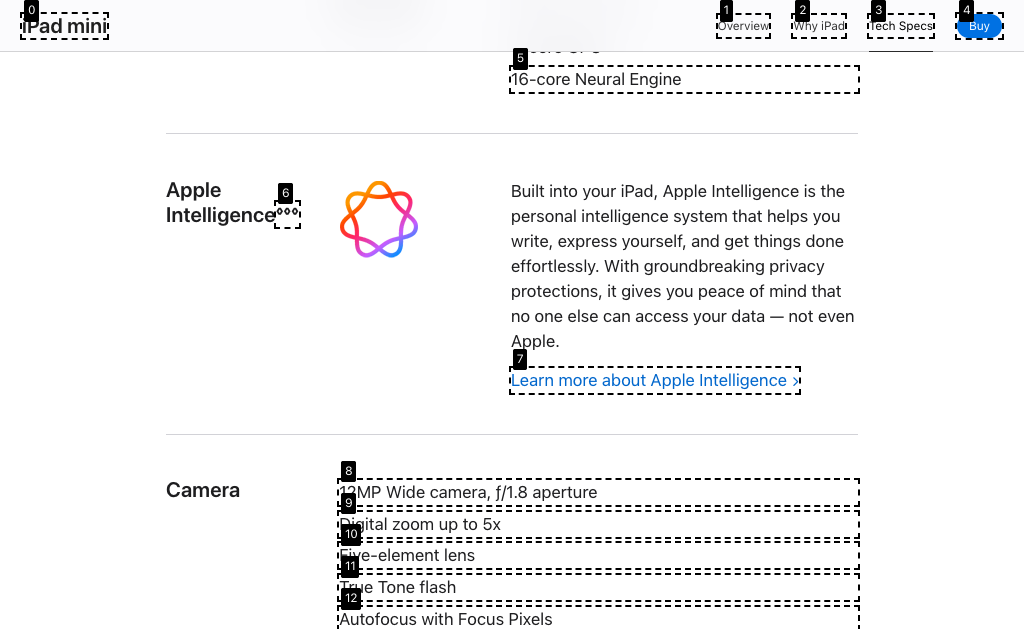 iPad mini
Overview
Why iPad
Tech Specs
Buy
0
1
2
3
4
5
16-core Neural Engine
Apple
Intelligence◊◊◊
6
Built into your iPad, Apple Intelligence is the
personal intelligence system that helps you
write, express yourself, and get things done
effortlessly. With groundbreaking privacy
protections, it gives you peace of mind that
no one else can access your data — not even
Apple.
7
Learn more about Apple Intelligence ›
Camera
8
12MP Wide camera, ƒ/1.8 aperture
9
Digital zoom up to 5x
10
Five-element lens
11
True Tone flash
12
Autofocus with Focus Pixels